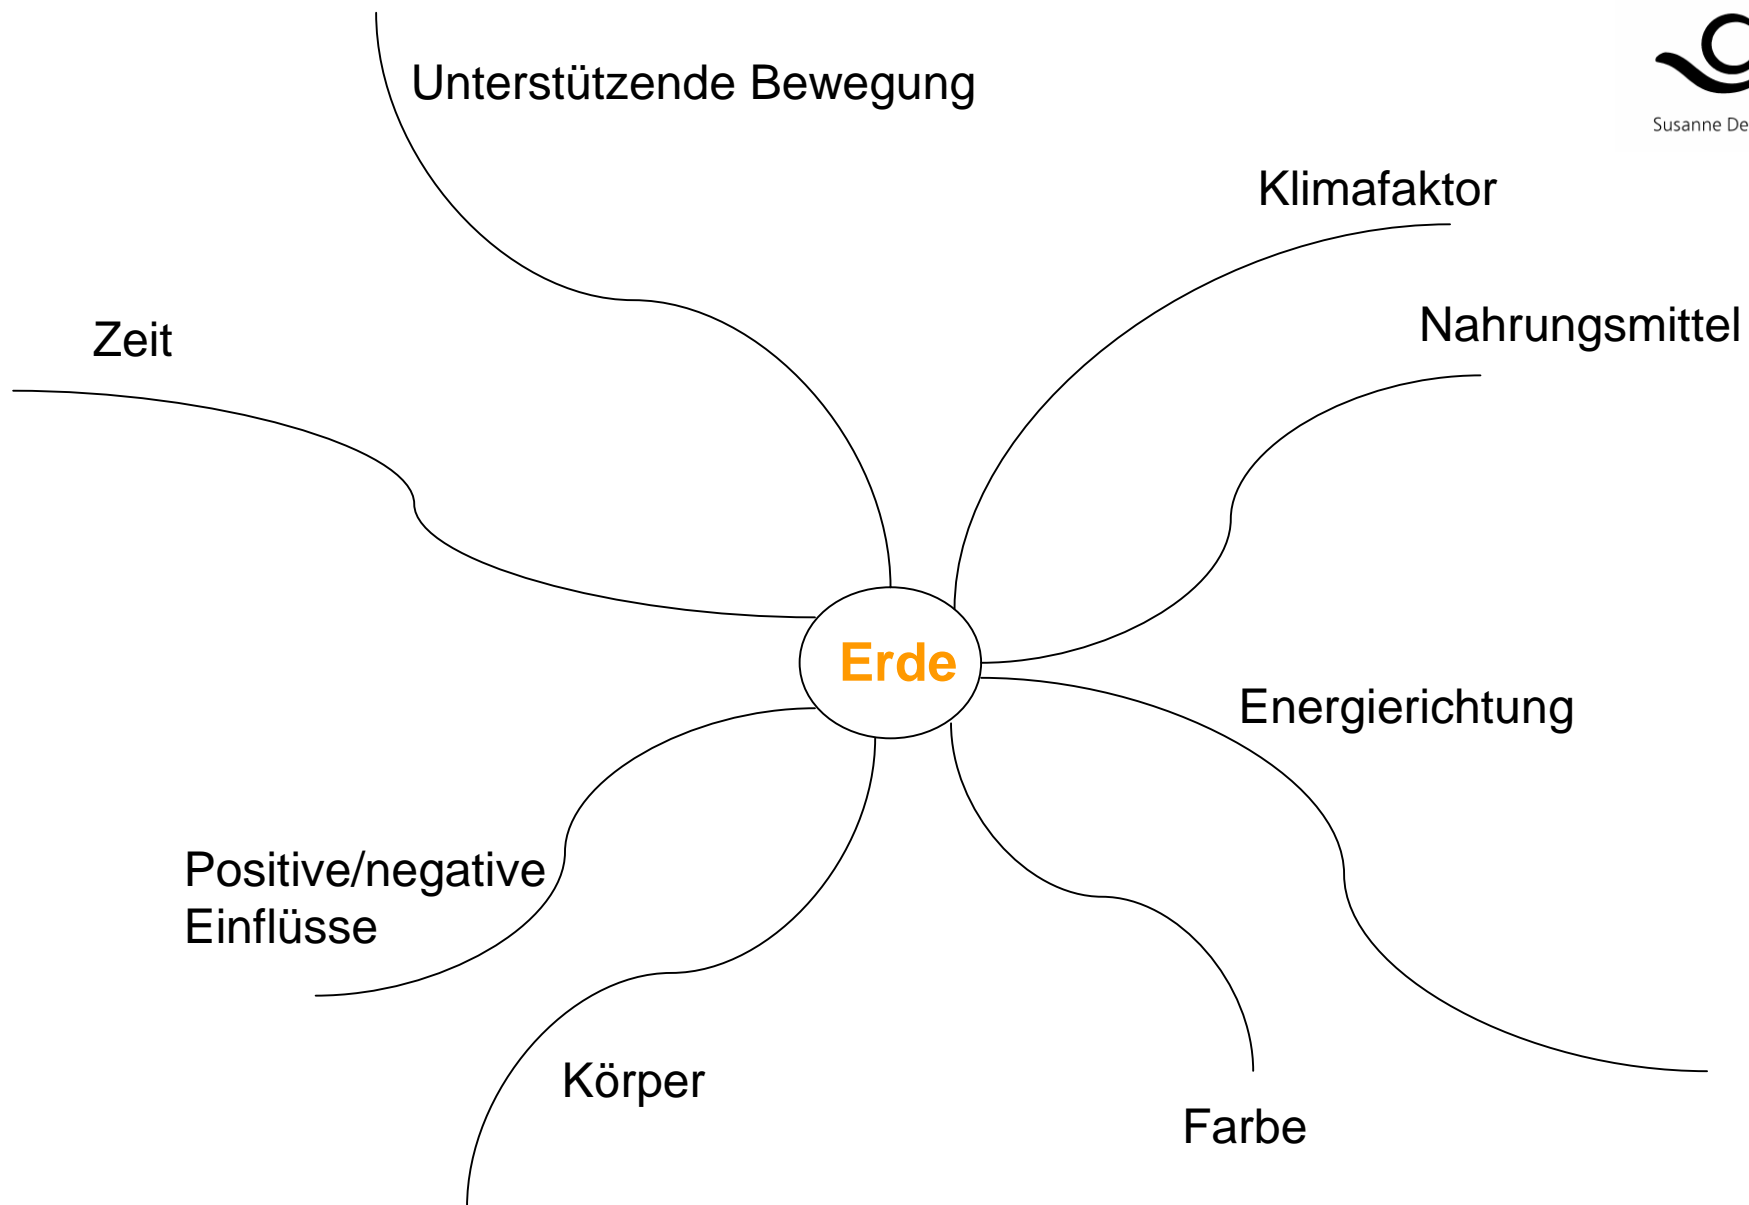 Unterstützende Bewegung
Susanne De
Klimafaktor
Nahrungsmittel
Zeit
Erde
Energierichtung
Positive/negative
Einflüsse
Körper
Farbe